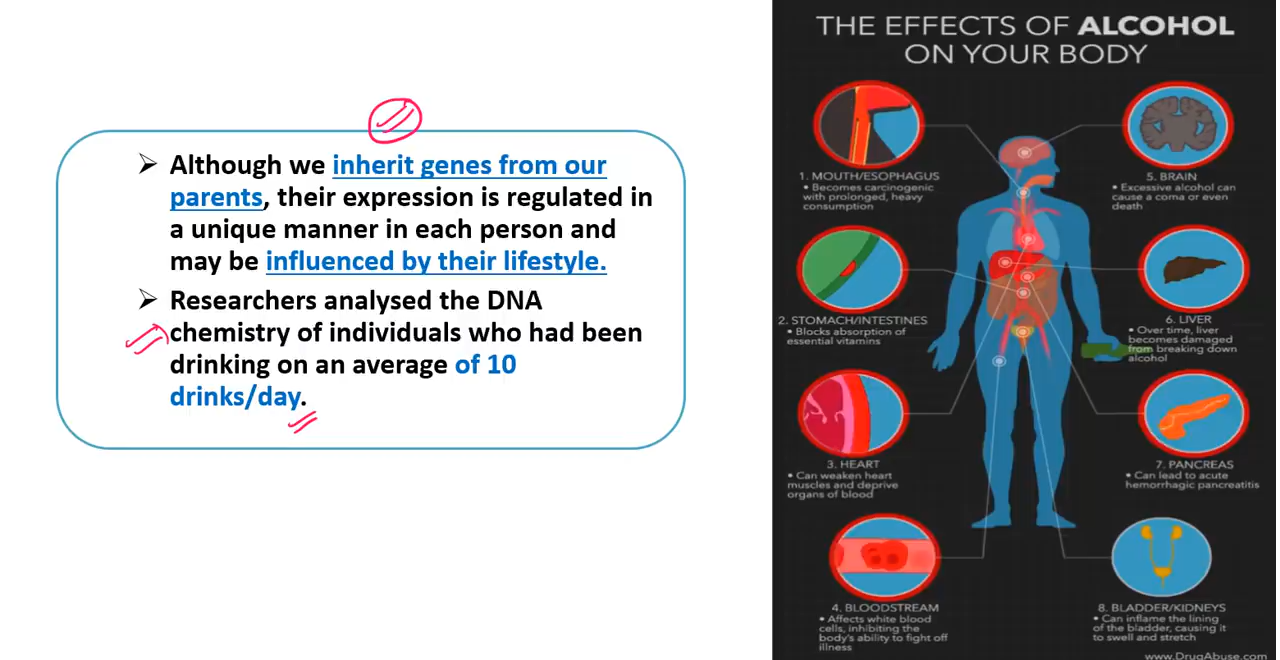 ➢ Although we inherit genes from our
parents, their expression is regulated in
a unique manner in each person and
may be influenced by their lifestyle.
➢ Researchers analysed the DNA
chemistry of individuals who had been
drinking on an average of 10
drinks/day.
THE EFFECTS OF ALCOHOL
ON YOUR BODY
1. MOUTH/ESOPHAGUS
• Becomes carcinogenic
with prolonged, heavy
consumption
2. STOMACH/INTESTINES
• Blocks absorption of
essential vitamins
3. HEART
• Can weaken heart
muscles and deprive
organs of blood
4. BLOODSTREAM
• Affects white blood
cells, inhibiting the
body's ability to fight off
illness
5. BRAIN
• Excessive alcohol can
cause a coma or even
death
6. LIVER
• Over time, liver
becomes damaged
from breaking down
alcohol
7. PANCREAS
• Can lead to acute
hemorrhagic pancreatitis
8. BLADDER/KIDNEYS
• Can inflame the lining
of the bladder, causing it
to swell and stretch
www.DrugAbuse.com